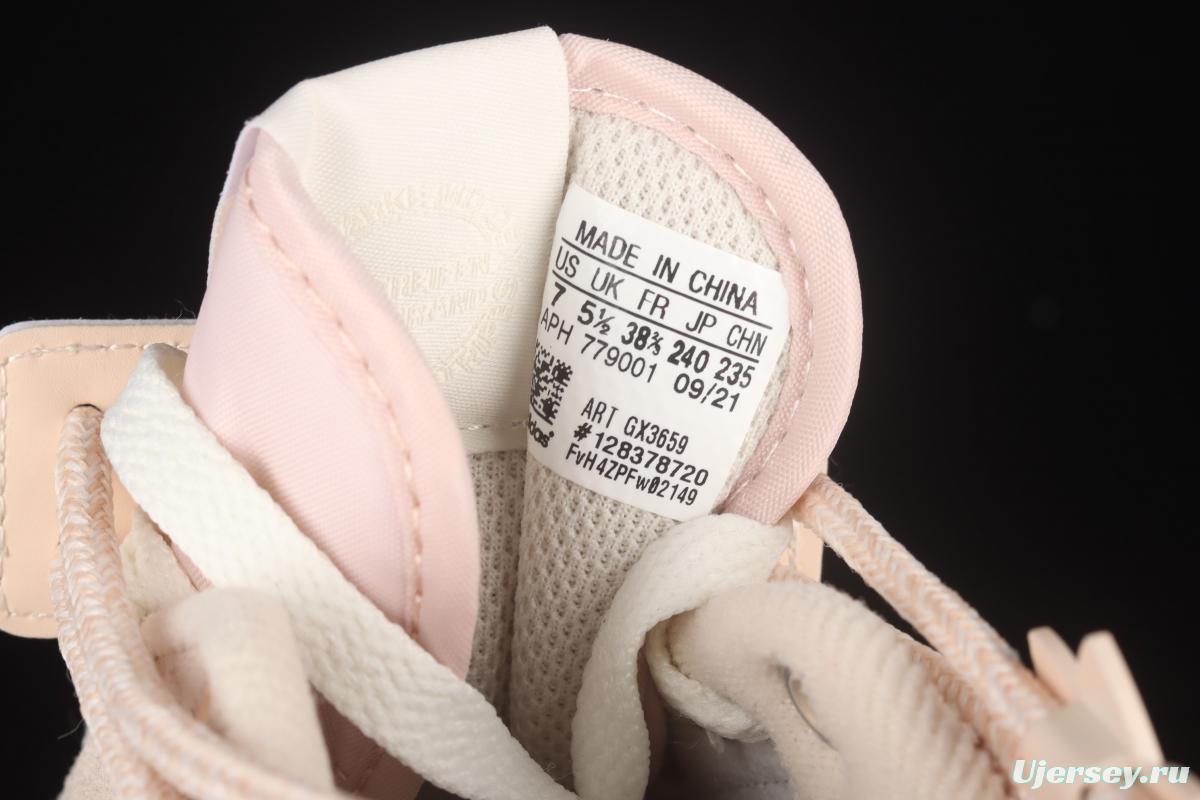 MADE IN CHINA
US UK FR JP CHN
7 5½ 38⅔ 240 235
APH 779001 09/21
ART GX3659
#128378720
FvH4ZPFw02149
Ujersey.ru